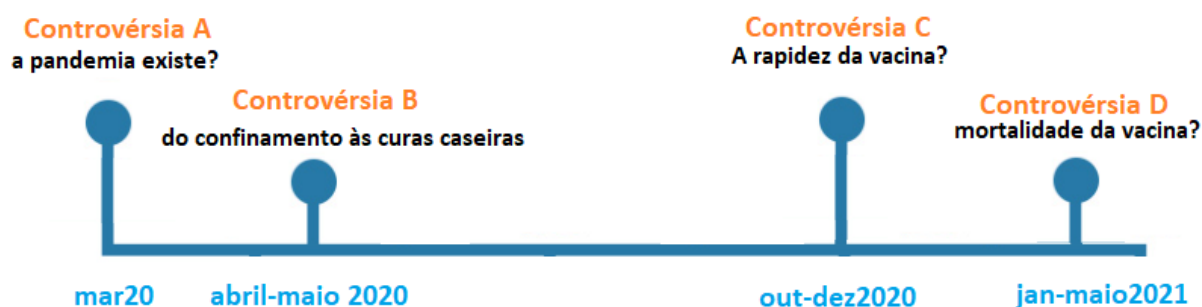 Controvérsia A
a pandemia existe?
Controvérsia B
do confinamento às curas caseiras
Controvérsia C
A rapidez da vacina?
Controvérsia D
mortalidade da vacina?
mar20
abril-maio 2020
out-dez2020
jan-maio2021